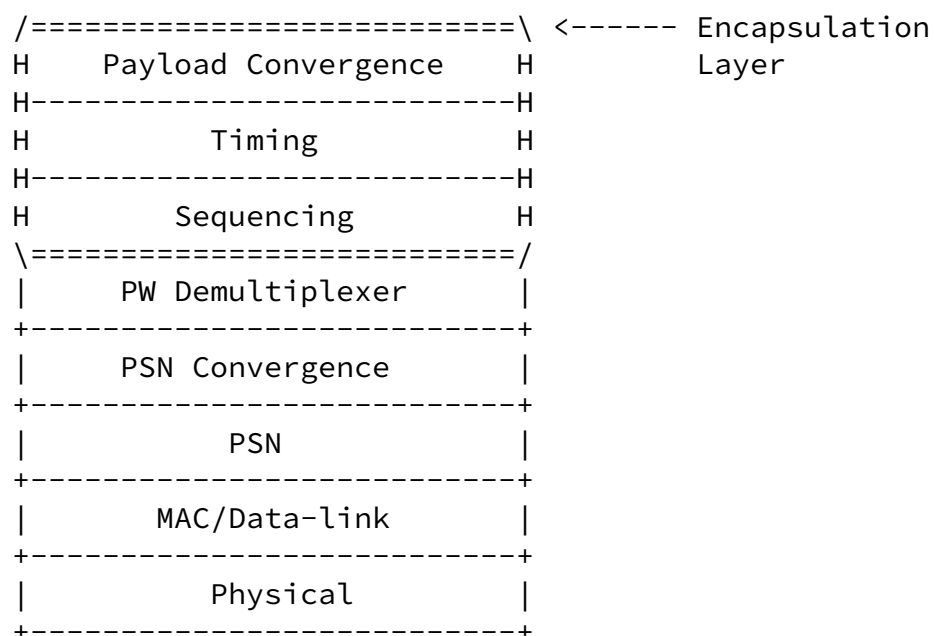 /===========================\ <------ Encapsulation
H Payload Convergence H Layer
H---------------------------H
H Timing H
H---------------------------H
H Sequencing H
\===========================/
| PW Demultiplexer |
+---------------------------+
| PSN Convergence |
+---------------------------+
| PSN |
+---------------------------+
| MAC/Data-link |
+---------------------------+
| Physical |
+---------------------------+